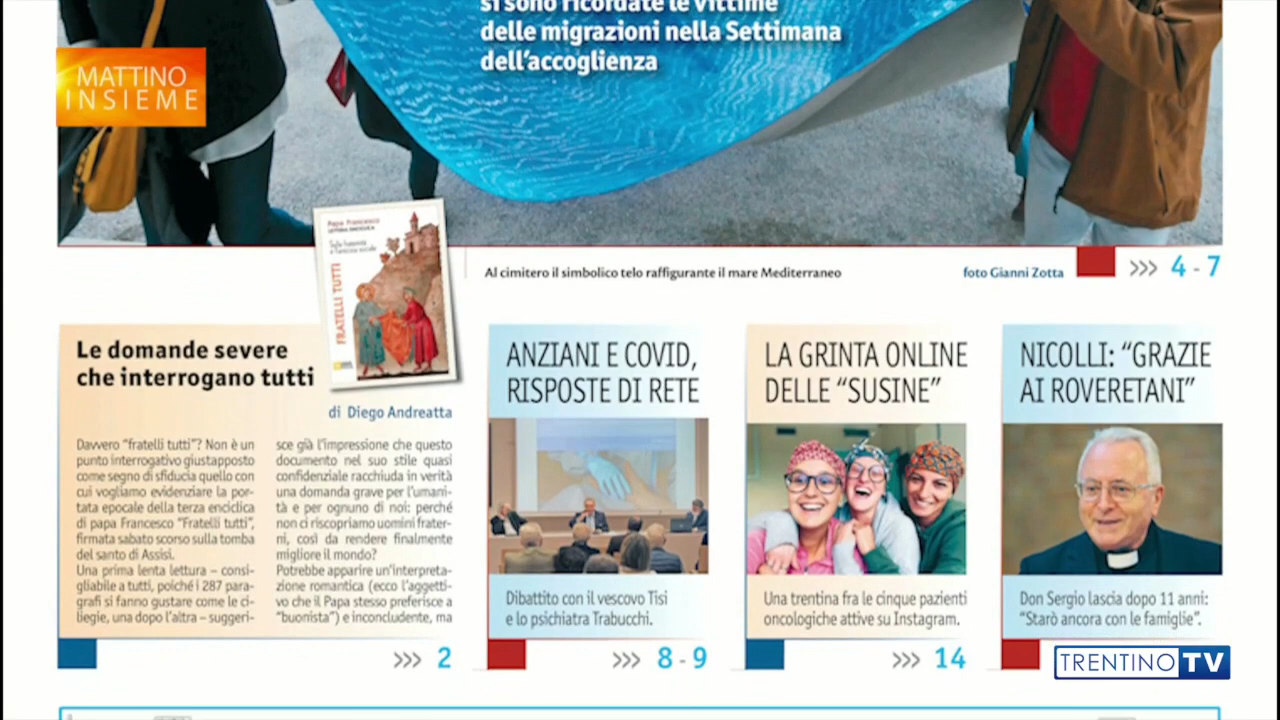 si sono ricordate le vittime
delle migrazioni nella Settimana
dell'accoglienza
MATTINO
INSIEME
Papa Francesco
LETTERA ENCICLICA
Sulla fraternità
e l'amicizia sociale
FRATELLI TUTTI
Al cimitero il simbolico telo raffigurante il mare Mediterraneo
foto Gianni Zotta
>>> 4 - 7
Le domande severe
che interrogano tutti
di Diego Andreatta
Davvero “fratelli tutti”? Non è un
punto interrogativo giustapposto
come segno di sfiducia quello con
cui vogliamo evidenziare la por-
tata epocale della terza enciclica
di papa Francesco “Fratelli tutti”,
firmata sabato scorso sulla tomba
del santo di Assisi.
Una prima lenta lettura – consi-
gliabile a tutti, poiché i 287 para-
grafi si fanno gustare come le ci-
liegie, una dopo l'altra – suggeri-
sce già l'impressione che questo
documento nel suo stile quasi
confidenziale racchiuda in verità
una domanda grave per l'umani-
tà e per ognuno di noi: perché
non ci riscopriamo uomini frater-
ni, così da rendere finalmente
migliore il mondo?
Potrebbe apparire un'interpreta-
zione romantica (ecco l'aggetti-
vo che il Papa stesso preferisce a
“buonista”) e inconcludente, ma
>>> 2
ANZIANI E COVID,
RISPOSTE DI RETE
Dibattito con il vescovo Tisi
e lo psichiatra Trabucchi.
>>> 8 - 9
LA GRINTA ONLINE
DELLE “SUSINE”
Una trentina fra le cinque pazienti
oncologiche attive su Instagram.
>>> 14
NICOLLI: “GRAZIE
AI ROVERETANI”
Don Sergio lascia dopo 11 anni:
“Starò ancora con le famiglie”.
TRENTINO TV